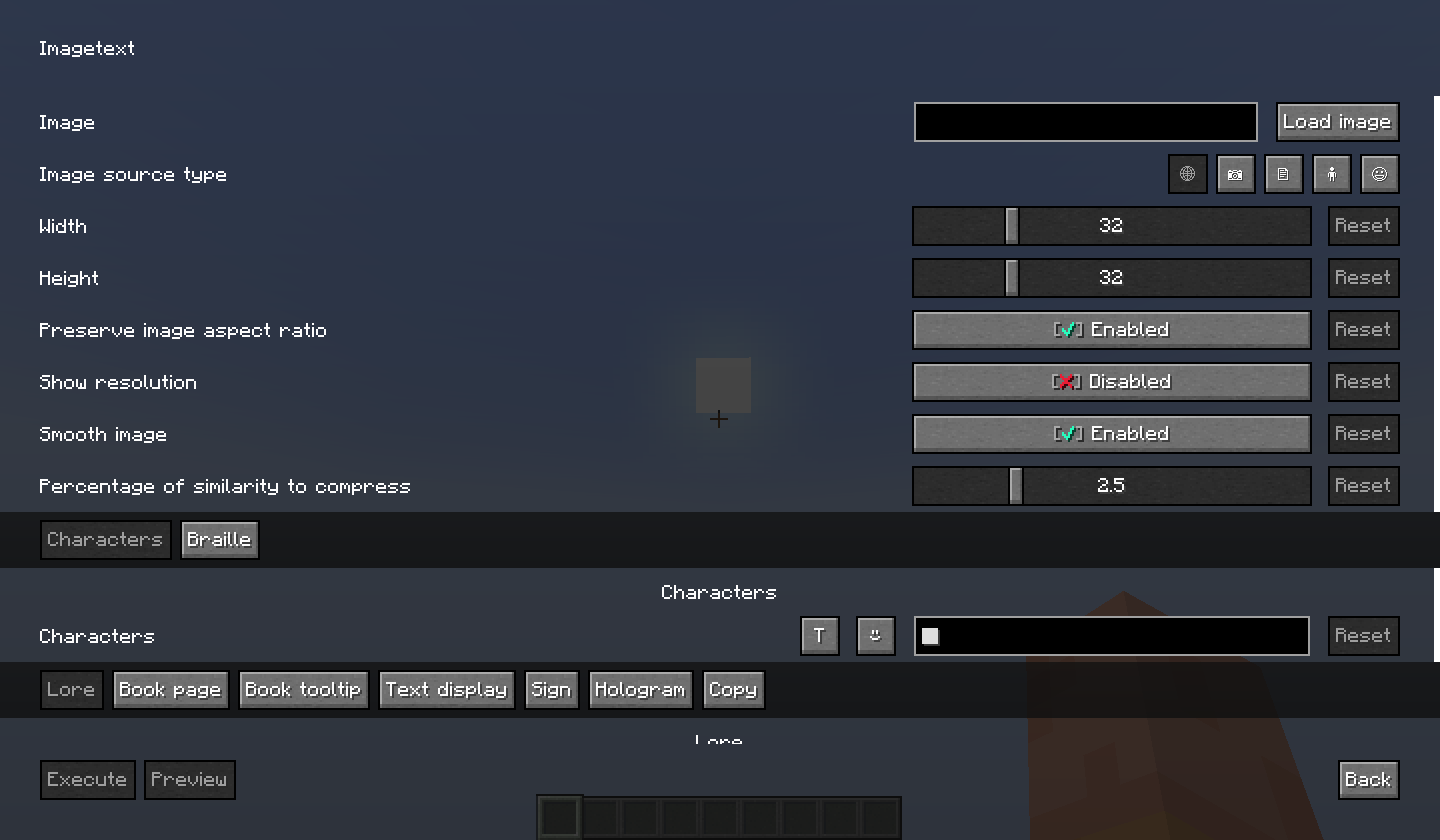 Imagetext
Image Load image
Image source type
Width 32 Reset
Height 32 Reset
Preserve image aspect ratio [✔] Enabled Reset
Show resolution [❌] Disabled Reset
Smooth image [✔] Enabled Reset
Percentage of similarity to compress 2.5 Reset
Characters Braille
Characters
Characters T ☺ Reset
Lore Book page Book tooltip Text display Sign Hologram Copy
Lore
Execute Preview Back